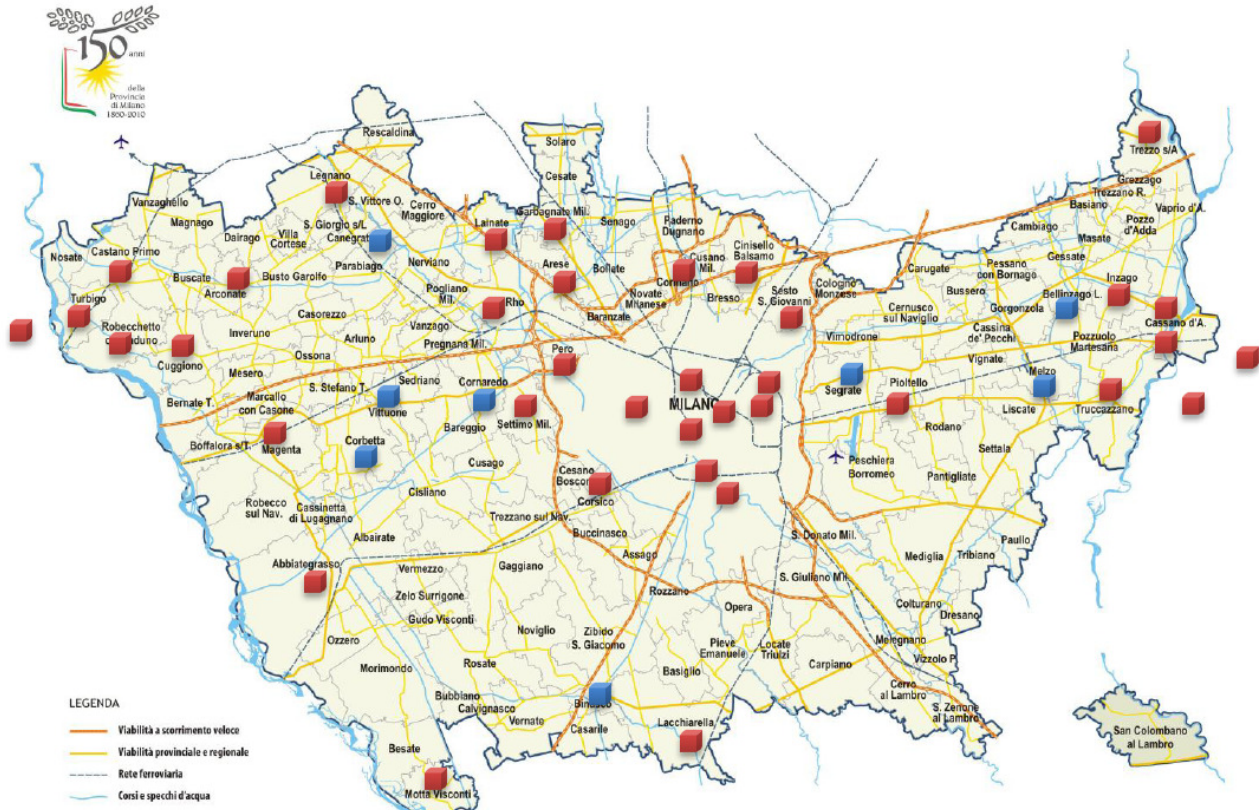 150 anni
della
Provincia
di Milano
1860-2010
Rescaldina
Solaro
Trezzo s/A
Legnano
Cesate
Grezzago
Vanzaghello
S. Vittore O.
Cerro
Maggiore
Trezzano R.
Magnago
Lainate
Garbagnate Mil.
Senago
Paderno
Dugnano
Basiano
Vaprio d'A.
Dairago
Villa
Cortese
S. Giorgio s/L
Canegrat
Cambiago
Pozzo
d'Adda
Nosate
Castano Primo
Parabiago
Nerviano
Arese
Bollate
Cusano
Mil.
Cinisello
Balsamo
Carugate
Pessano
con Bornago
Masate
Gessate
Buscate
Busto Garolfo
Arconate
Pogliano
Mil.
Cormano
Bresso
Sesto
S. Giovanni
Cologno
Monzese
Bussero
Inzago
Turbigo
Casorezzo
Rho
Novate
Milanese
Baranzate
Cernusco
sul Naviglio
Gorgonzola
Bellinzago L.
Cassano d'A.
Robecchetto
Inveruno
Vanzago
Vimodrone
Cassina
de' Pecchi
Pozzuolo
Martesana
Cuggiono
Arluno
Pregnana Mil.
Pero
Vignate
Mesero
Ossona
Sedriano
Cornaredo
Segrate
Pioltello
Melzo
Bernate T.
Marcallo
con Casone
S. Stefano T.
Vittuone
Bareggio
Settimo Mil.
MILANO
Rodano
Liscate
Truccazzano
Boffalora s/T.
Magenta
Corbetta
Cusago
Settala
Cesano
Boscon
Peschiera
Borromeo
Pantigliate
Robecco
sul Nav.
Cassinetta
di Lugagnano
Cisliano
Corsico
Trezzano sul Nav.
Albairate
Buccinasco
S. Donato Mil.
Paullo
Abbiategrasso
Vermezzo
Gaggiano
Assago
Mediglia
Tribiano
Zelo Surrigone
Rozzano
S. Giuliano Mil.
Gudo Visconti
Opera
Colturano
Dresano
Ozzero
Noviglio
Zibido
S. Giacomo
Pieve
Emanuele
Locate
Triulzi
Melegnano
Morimondo
Rosate
Basiglio
Carpiano
Vizzolo P.
Bubbiano
Calvignasco
Binasco
Cerro
al Lambro
Vernate
Casarile
Lacchiarella
S. Zenone
al Lambro
Besate
San Colombano
al Lambro
Motta Visconti
LEGENDA
Viabilità a scorrimento veloce
Viabilità provinciale e regionale
Rete ferroviaria
Corsi e specchi d'acqua